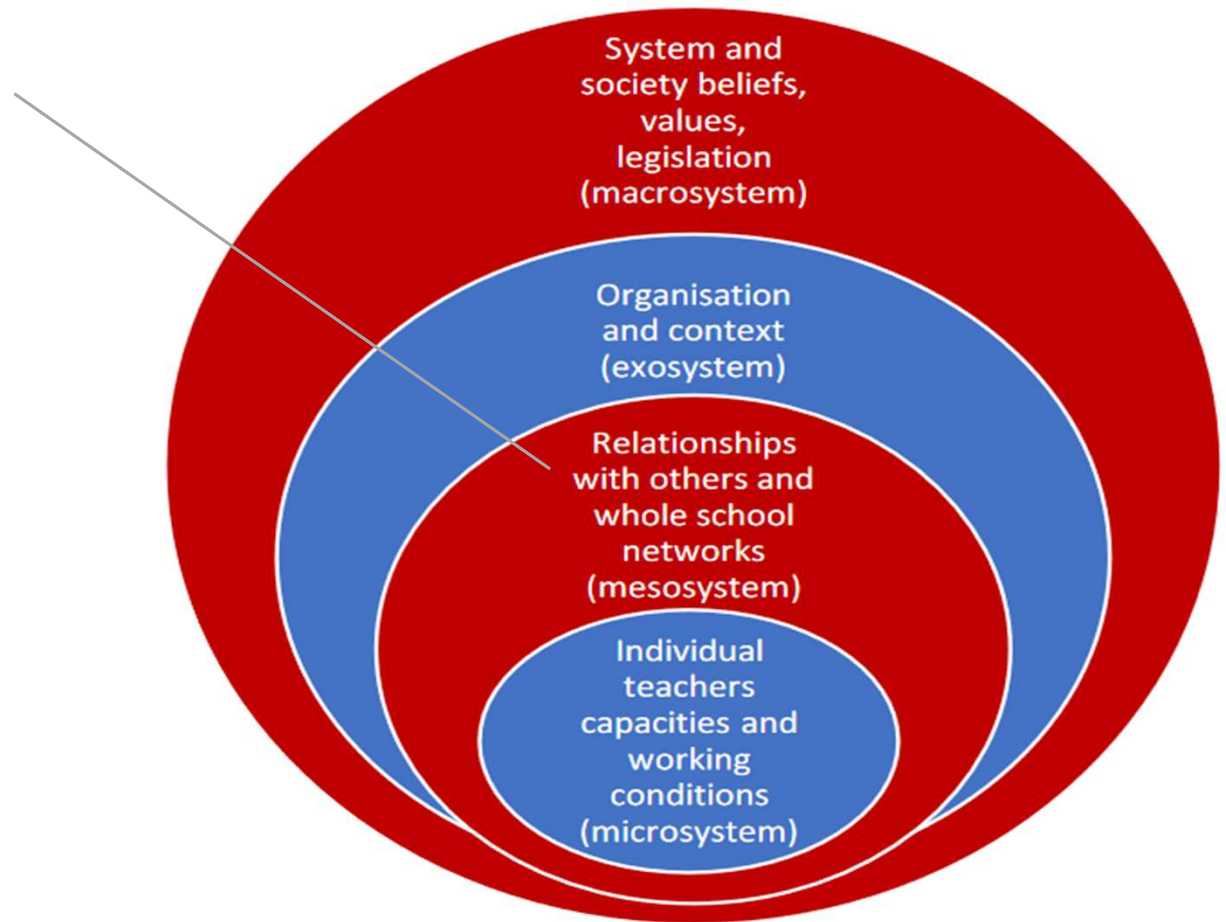 System and
society beliefs,
values,
legislation
(macrosystem)
Organisation
and context
(exosystem)
Relationships
with others and
whole school
networks
(mesosystem)
Individual
teachers
capacities and
working
conditions
(microsystem)